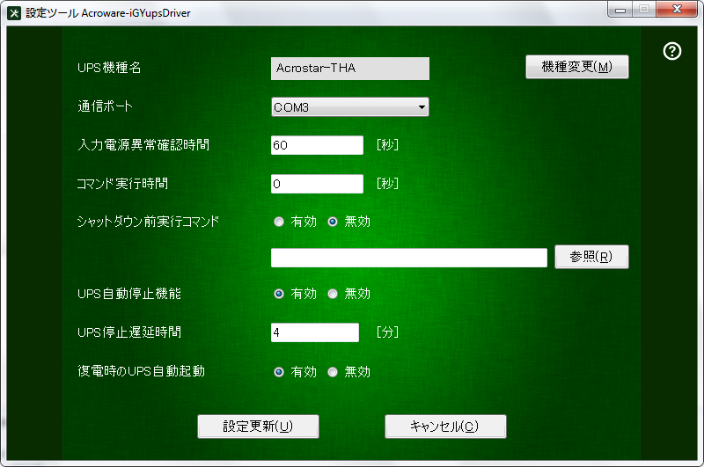 設定ツール Acroware-iGYupsDriver
?
UPS機種名 Acrostar-THA 機種変更(M)
通信ポート COM3
入力電源異常確認時間 60 [秒]
コマンド実行時間 0 [秒]
シャットダウン前実行コマンド 有効 無効
参照(R)
UPS自動停止機能 有効 無効
UPS停止遅延時間 4 [分]
復電時のUPS自動起動 有効 無効
設定更新(U) キャンセル(C)